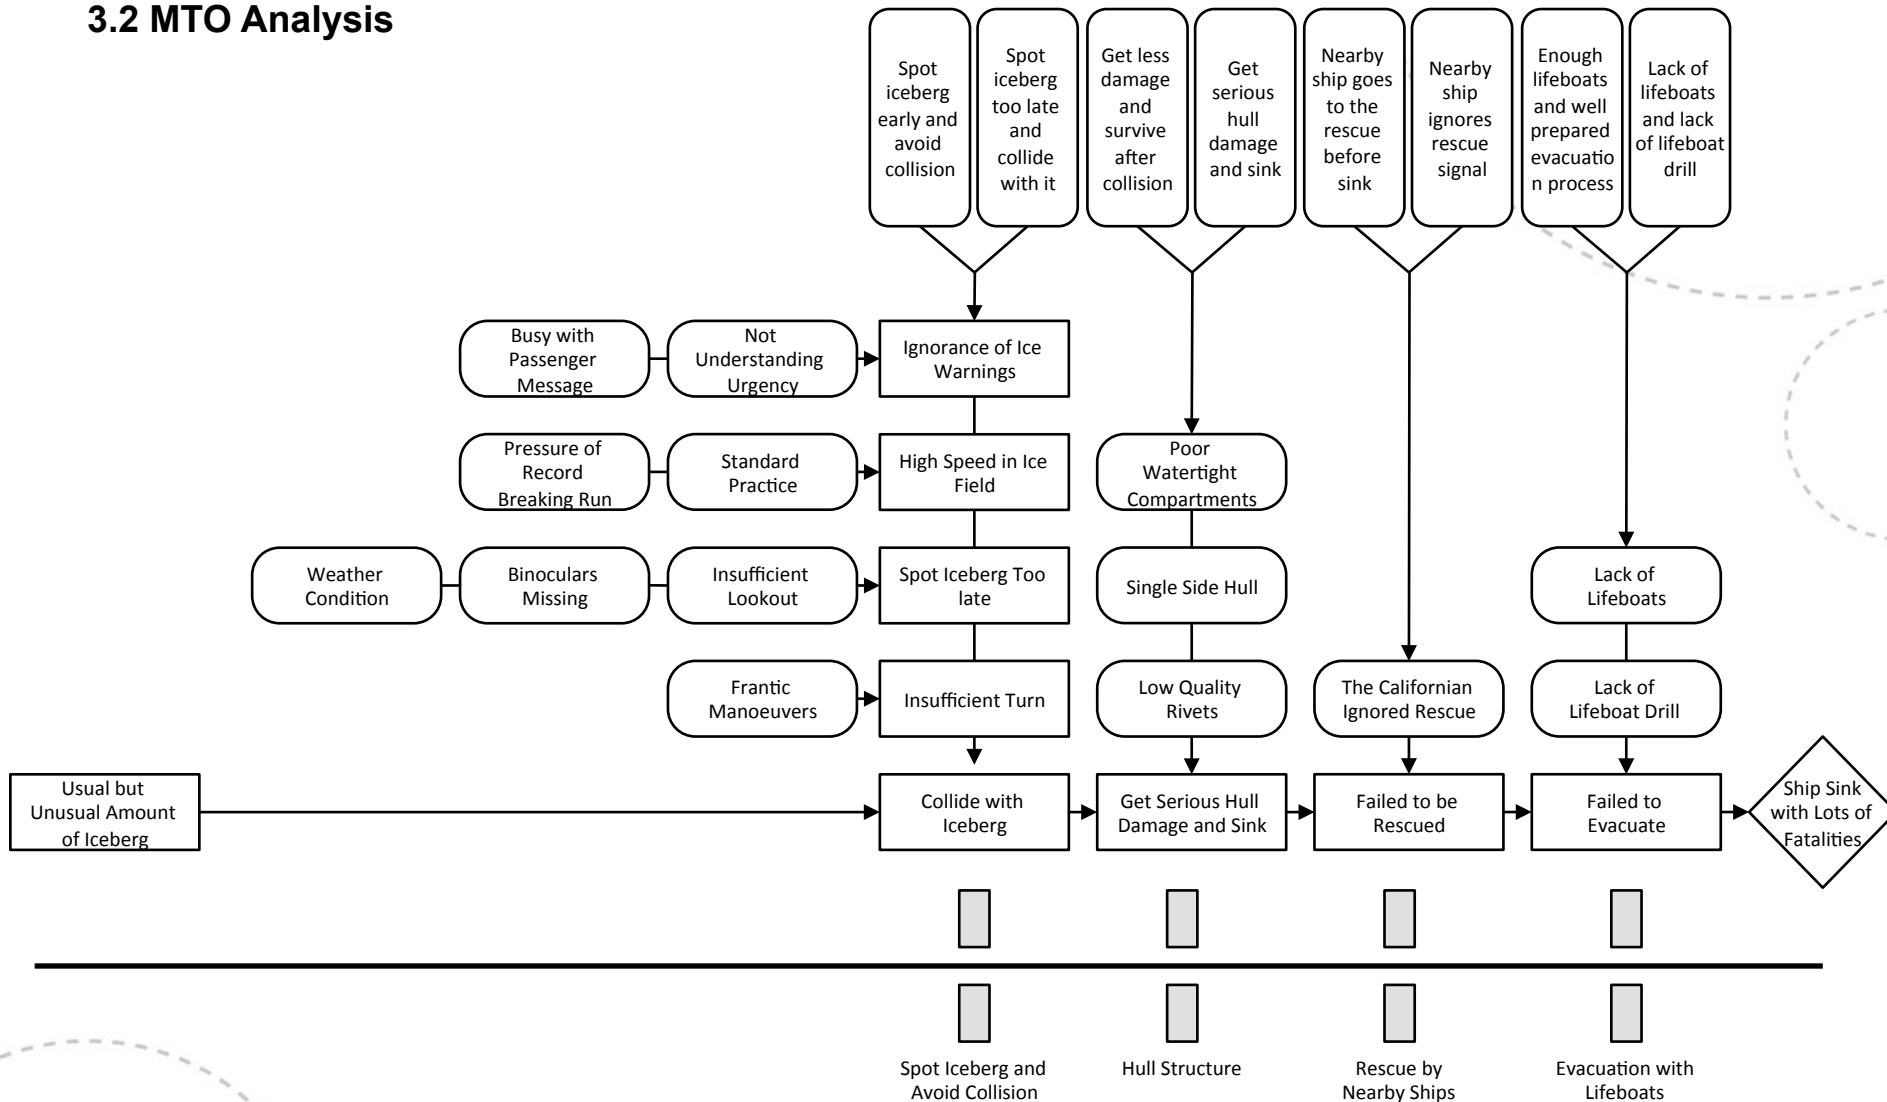 3.2 MTO Analysis
Spot
iceberg
early and
avoid
collision
Spot
iceberg
too late
and
collide
with it
Get less
damage
and
survive
after
collision
Get
serious
hull
damage
and sink
Nearby
ship goes
to the
rescue
before
sink
Nearby
ship
ignores
rescue
signal
Enough
lifeboats
and well
prepared
evacuatio
n process
Lack of
lifeboats
and lack
of lifeboat
drill
Busy with
Passenger
Message
Not
Understanding
Urgency
Ignorance of Ice
Warnings
Pressure of
Record
Breaking Run
Standard
Practice
High Speed in Ice
Field
Poor
Watertight
Compartments
Weather
Condition
Binoculars
Missing
Insufficient
Lookout
Spot Iceberg Too
late
Single Side Hull
Lack of
Lifeboats
Frantic
Manoeuvers
Insufficient Turn
Low Quality
Rivets
The Californian
Ignored Rescue
Lack of
Lifeboat Drill
Usual but
Unusual Amount
of Iceberg
Collide with
Iceberg
Get Serious Hull
Damage and Sink
Failed to be
Rescued
Failed to
Evacuate
Ship Sink
with Lots of
Fatalities
Spot Iceberg and
Avoid Collision
Hull Structure
Rescue by
Nearby Ships
Evacuation with
Lifeboats